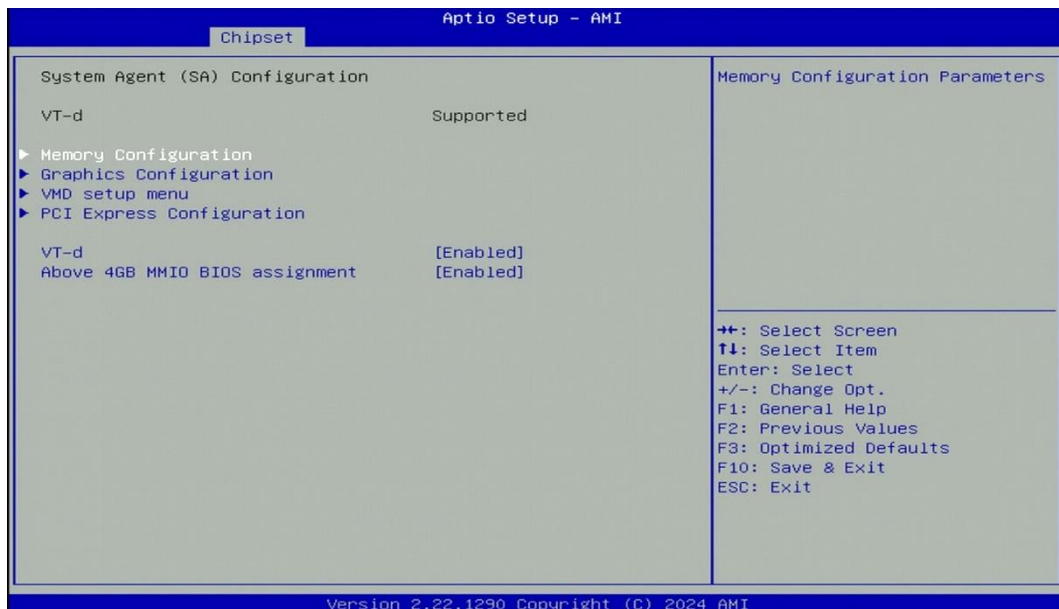 Aptio Setup - AMI
Chipset
System Agent (SA) Configuration
VT-d Supported
Memory Configuration
Graphics Configuration
VMD setup menu
PCI Express Configuration
VT-d [Enabled]
Above 4GB MMIO BIOS assignment [Enabled]
Memory Configuration Parameters
→←: Select Screen
↑↓: Select Item
Enter: Select
+/-: Change Opt.
F1: General Help
F2: Previous Values
F3: Optimized Defaults
F10: Save & Exit
ESC: Exit
Version 2.22.1290 Copyright (C) 2024 AMI